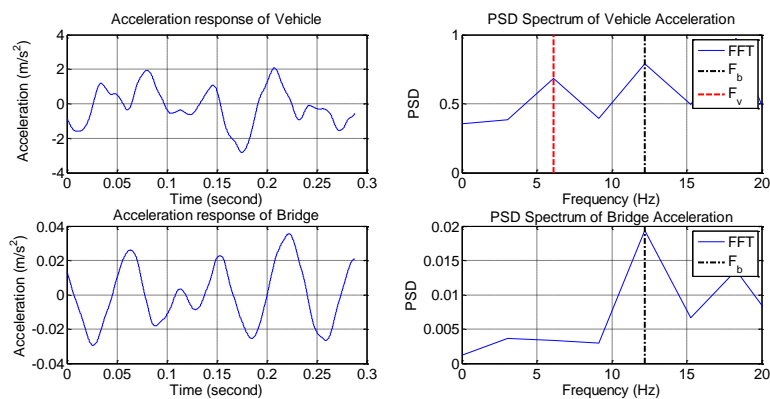 Acceleration response of Vehicle
Acceleration (m/s²)
4
2
0
-2
-4
0 0.05 0.1 0.15 0.2 0.25 0.3
Time (second)
PSD Spectrum of Vehicle Acceleration
PSD
1
0.5
0
FFT
F_b
F_v
0 5 10 15 20
Frequency (Hz)
Acceleration response of Bridge
Acceleration (m/s²)
0.04
0.02
0
-0.02
-0.04
0 0.05 0.1 0.15 0.2 0.25 0.3
Time (second)
PSD Spectrum of Bridge Acceleration
PSD
0.02
0.015
0.01
0.005
0
FFT
F_b
0 5 10 15 20
Frequency (Hz)